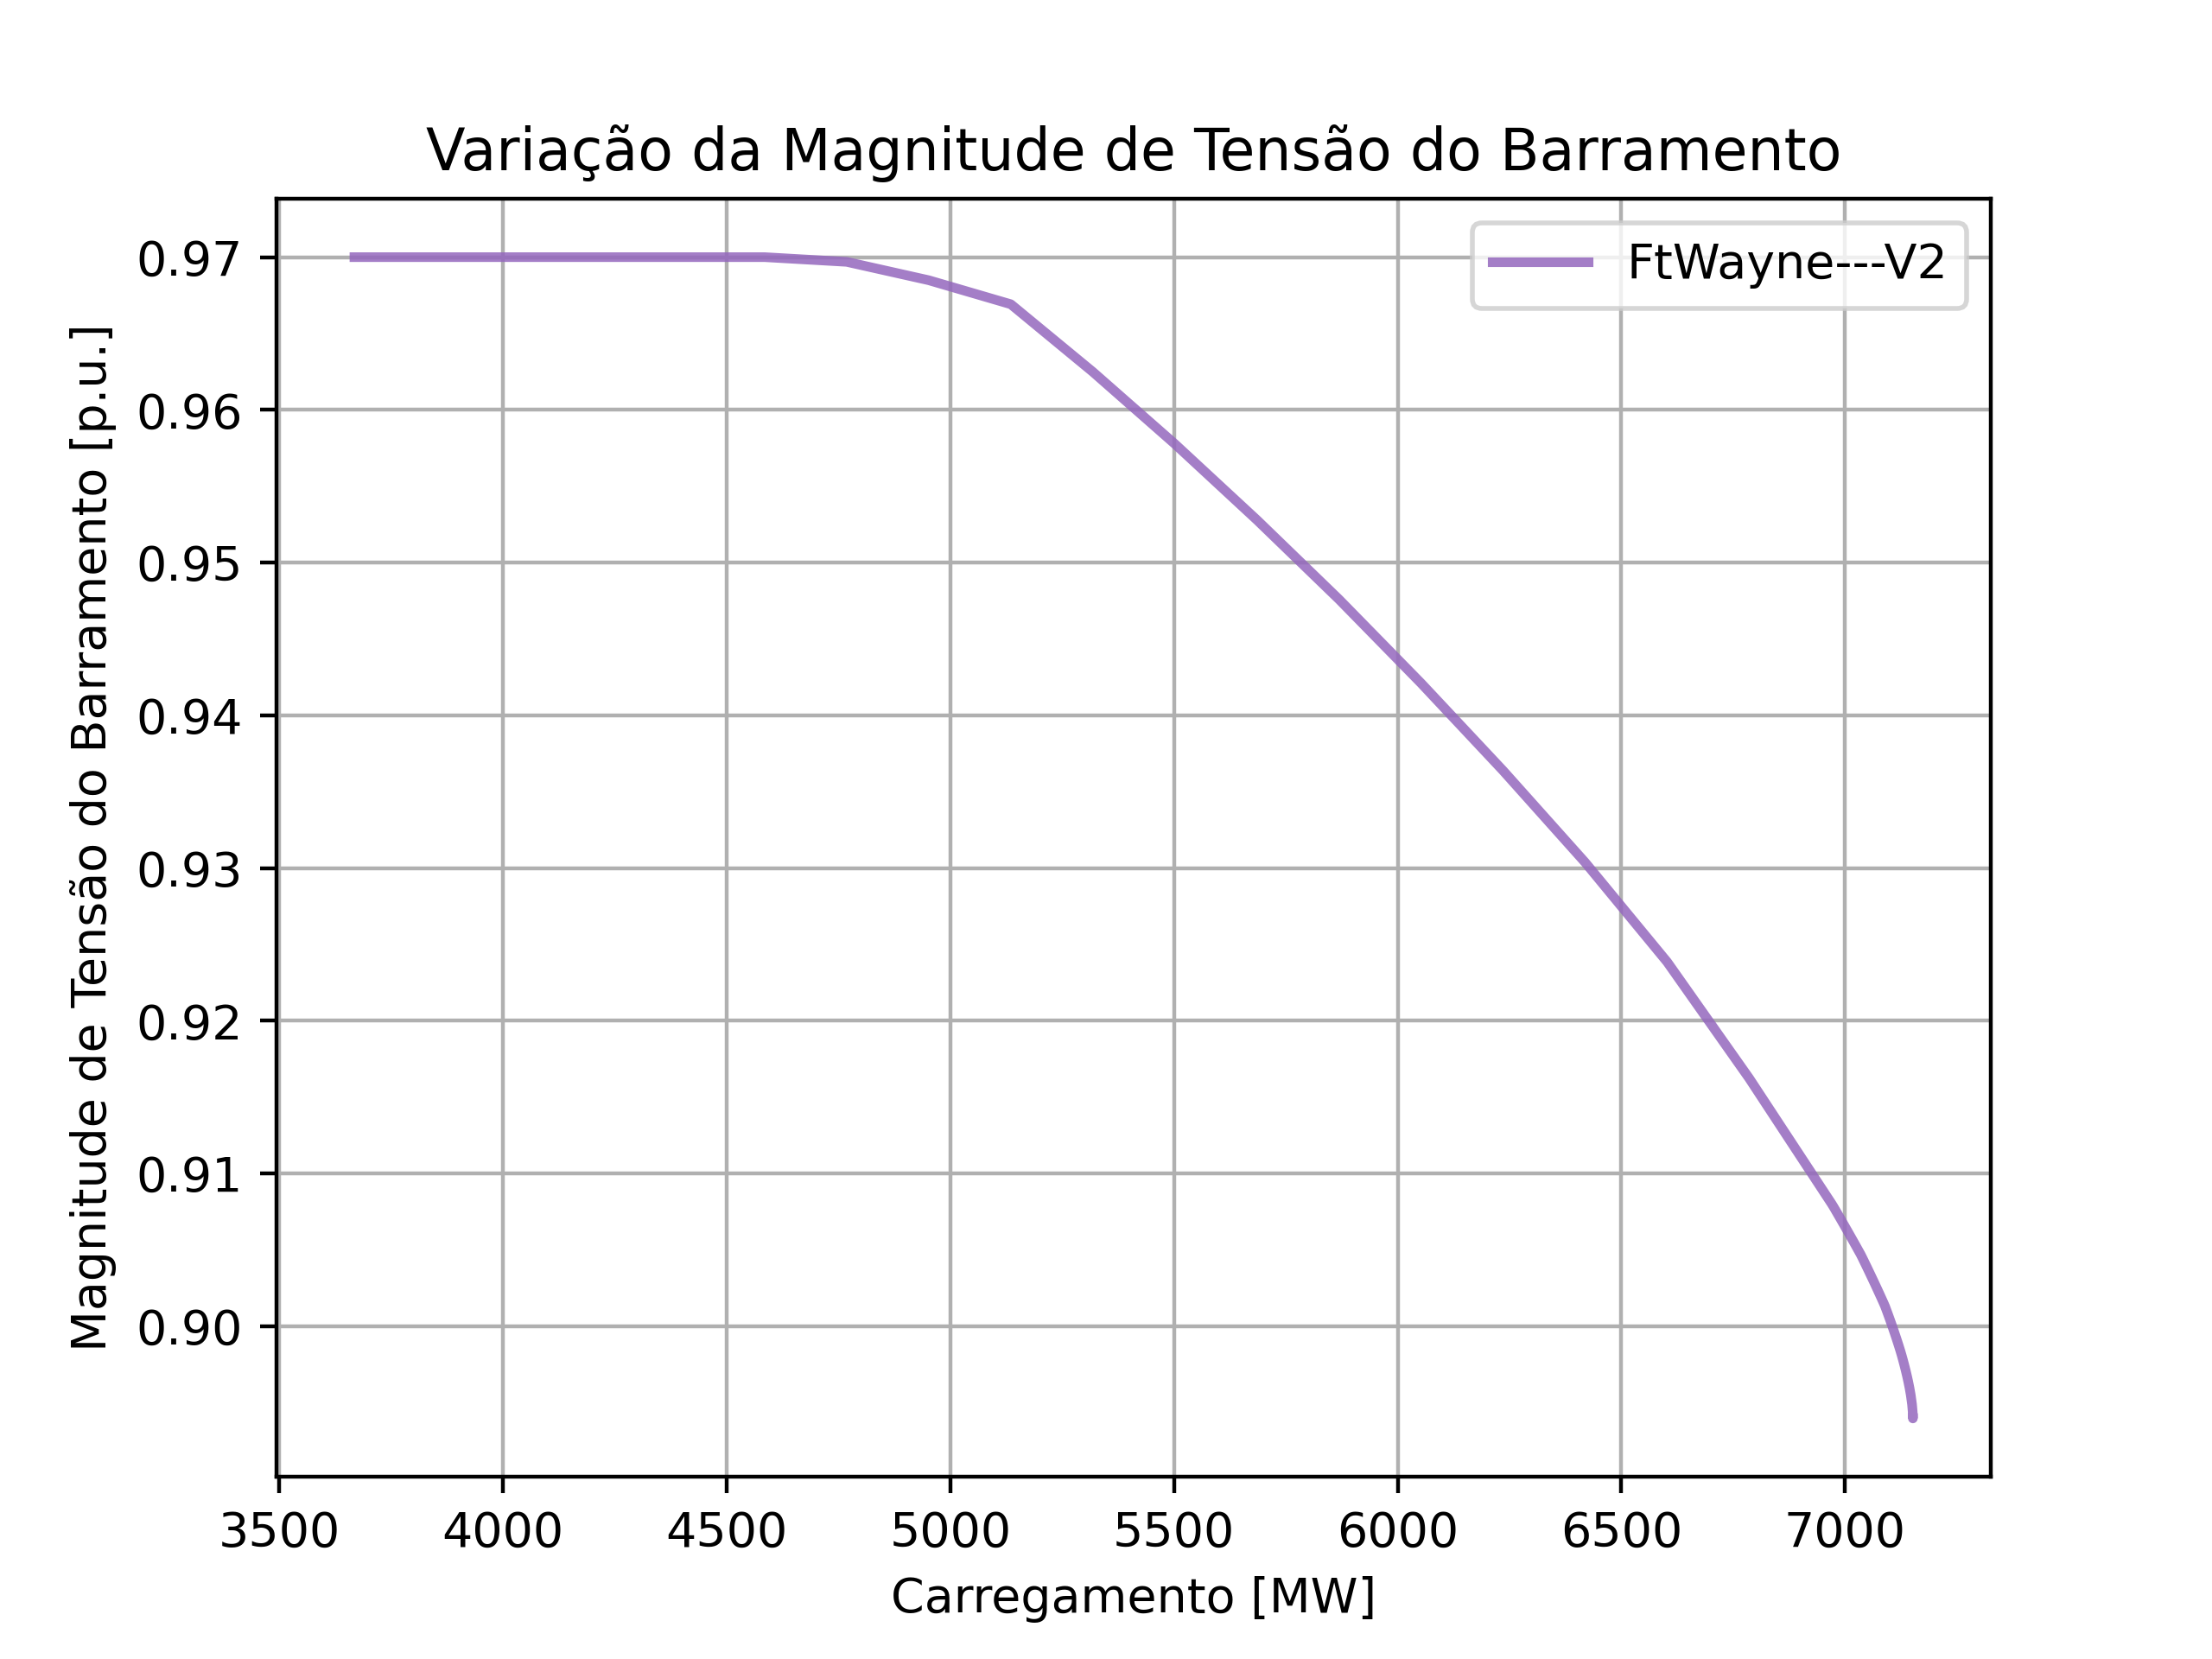 Variação da Magnitude de Tensão do Barramento
FtWayne---V2
Magnitude de Tensão do Barramento [p.u.]
0.97
0.96
0.95
0.94
0.93
0.92
0.91
0.90
3500 4000 4500 5000 5500 6000 6500 7000
Carregamento [MW]